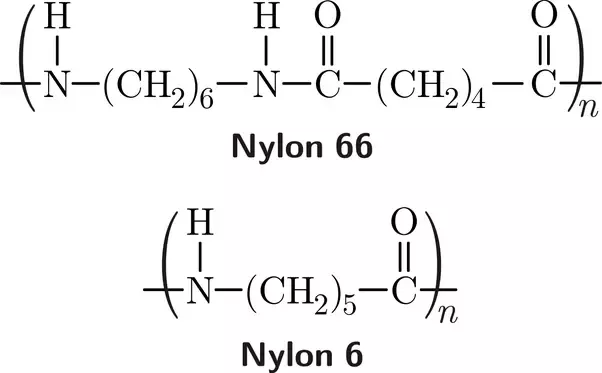 H H O O
( N (CH₂)₆ N C (CH₂)₄ C )ₙ
Nylon 66
H O
( N (CH₂)₅ C )ₙ
Nylon 6